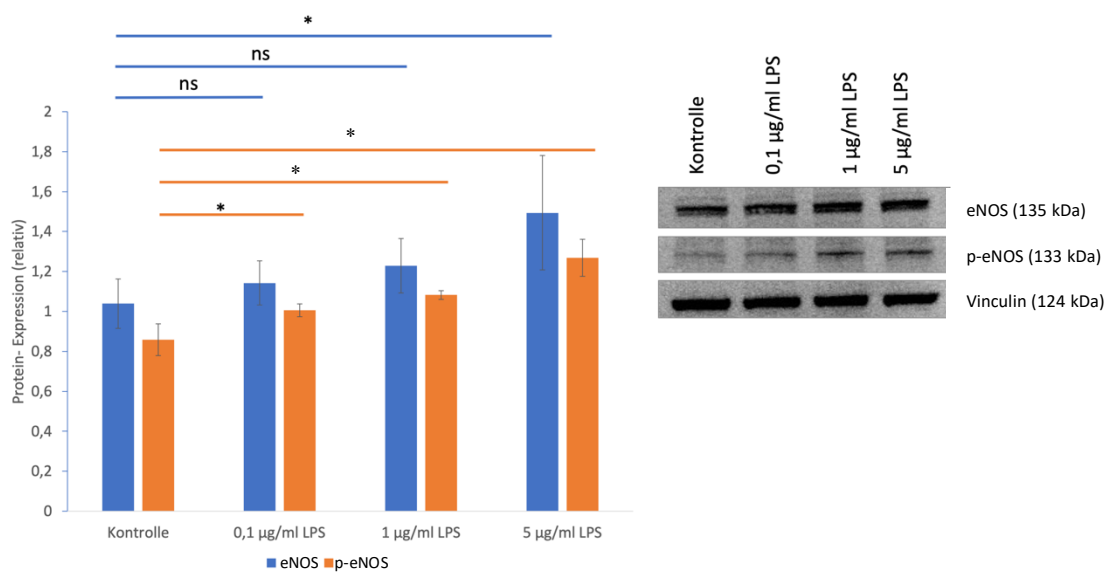 *
ns
ns
*
*
*
2
1,8
1,6
1,4
1,2
1
0,8
0,6
0,4
0,2
0
Protein- Expression (relativ)
Kontrolle
0,1 µg/ml LPS
1 µg/ml LPS
5 µg/ml LPS
eNOS
p-eNOS
Kontrolle
0,1 µg/ml LPS
1 µg/ml LPS
5 µg/ml LPS
eNOS (135 kDa)
p-eNOS (133 kDa)
Vinculin (124 kDa)